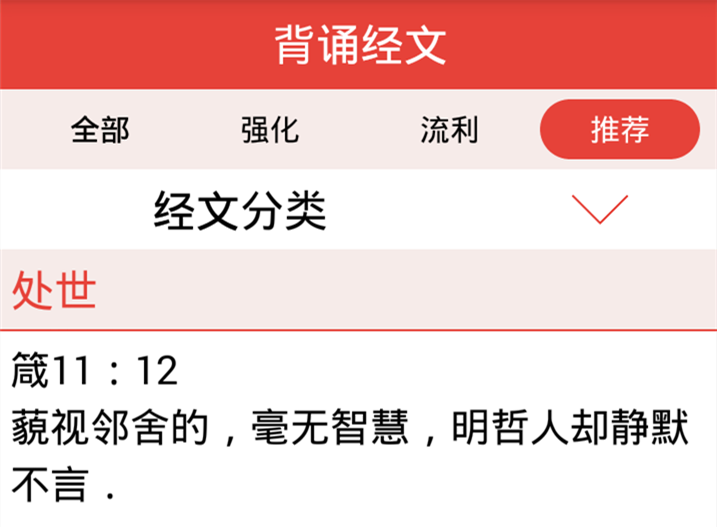 背诵经文
全部 强化 流利 推荐
经文分类
处世
箴11：12
藐视邻舍的，毫无智慧，明哲人却静默
不言．